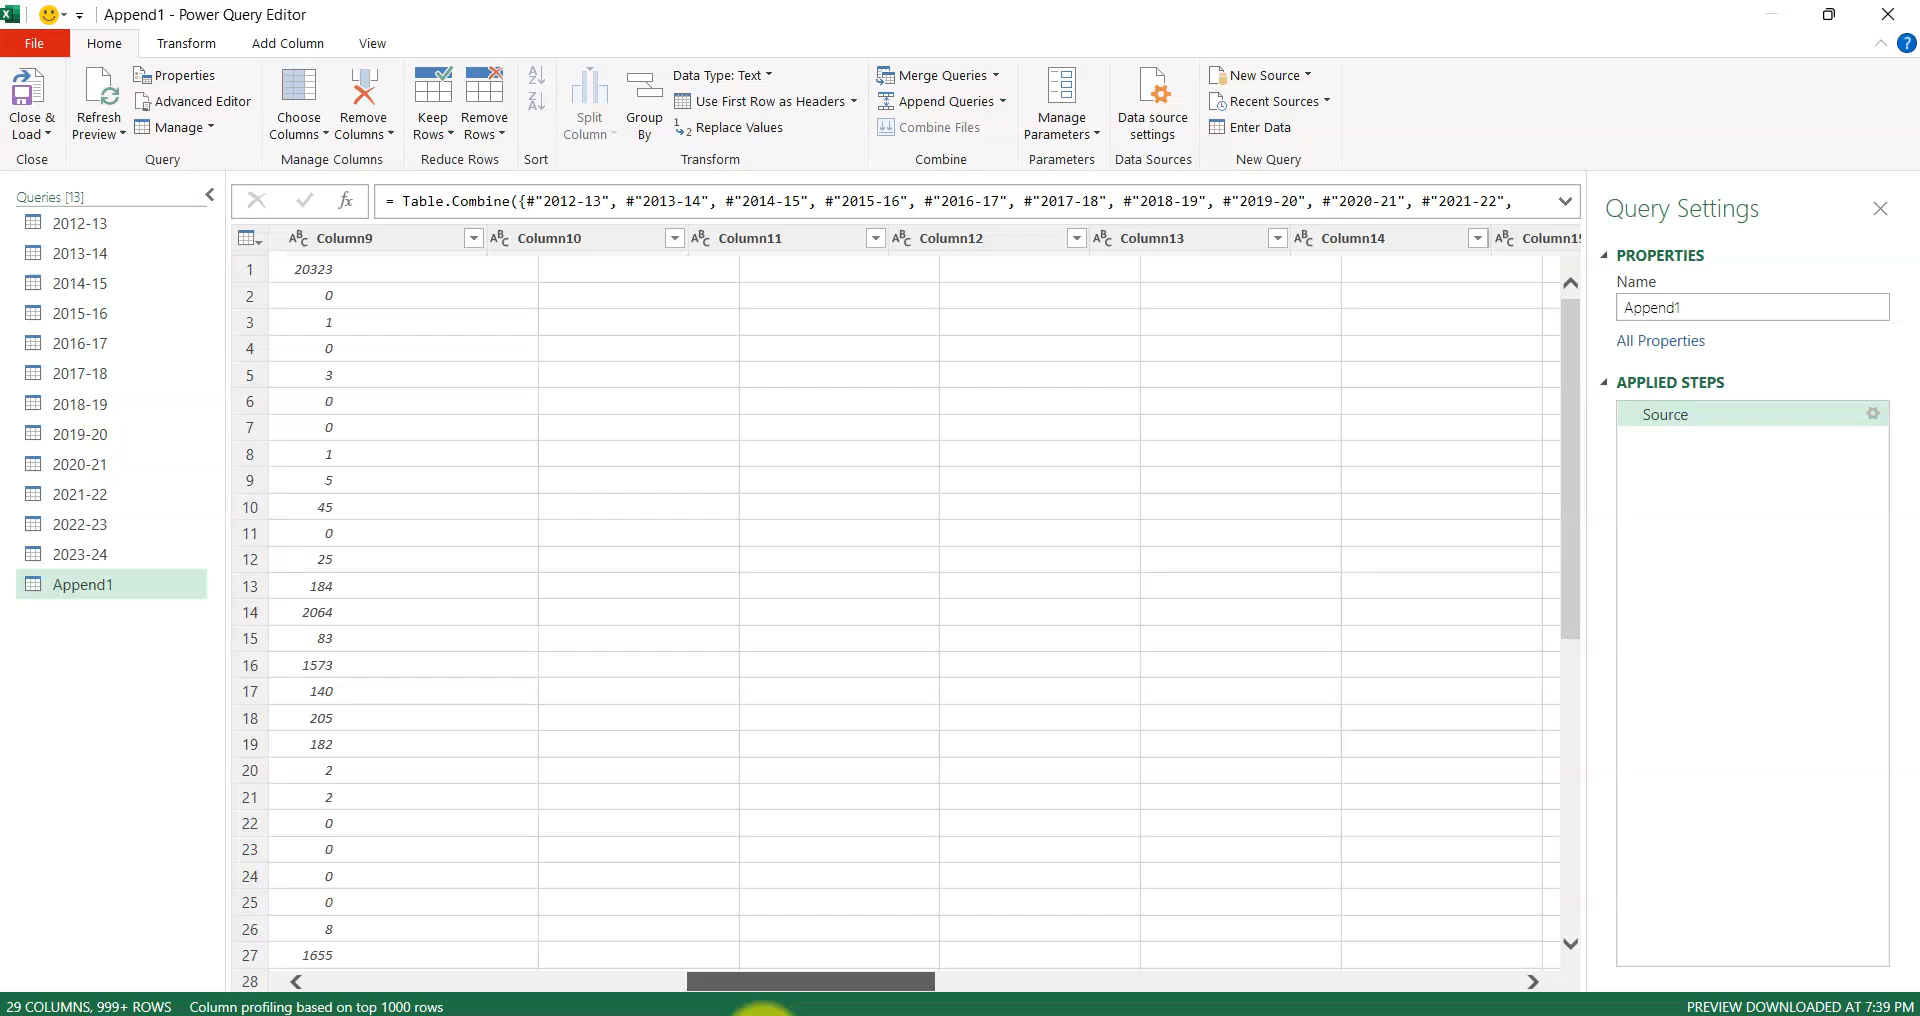 Append1 - Power Query Editor
File Home Transform Add Column View
Close & Load
Close
Refresh Preview
Properties
Advanced Editor
Manage
Query
Choose Columns
Remove Columns
Manage Columns
Keep Rows
Remove Rows
Reduce Rows
Sort
Split Column
Group By
Data Type: Text
Use First Row as Headers
Replace Values
Transform
Merge Queries
Append Queries
Combine Files
Combine
Manage Parameters
Parameters
Data source settings
Data Sources
New Source
Recent Sources
Enter Data
New Query
Queries [13]
2012-13
2013-14
2014-15
2015-16
2016-17
2017-18
2018-19
2019-20
2020-21
2021-22
2022-23
2023-24
Append1
fx = Table.Combine({#"2012-13", #"2013-14", #"2014-15", #"2015-16", #"2016-17", #"2017-18", #"2018-19", #"2019-20", #"2020-21", #"2021-22",
Column9 Column10 Column11 Column12 Column13 Column14 Column15
1 20323
2 0
3 1
4 0
5 3
6 0
7 0
8 1
9 5
10 45
11 0
12 25
13 184
14 2064
15 83
16 1573
17 140
18 205
19 182
20 2
21 2
22 0
23 0
24 0
25 0
26 8
27 1655
28
Query Settings
PROPERTIES
Name
Append1
All Properties
APPLIED STEPS
Source
29 COLUMNS, 999+ ROWS Column profiling based on top 1000 rows
PREVIEW DOWNLOADED AT 7:39 PM